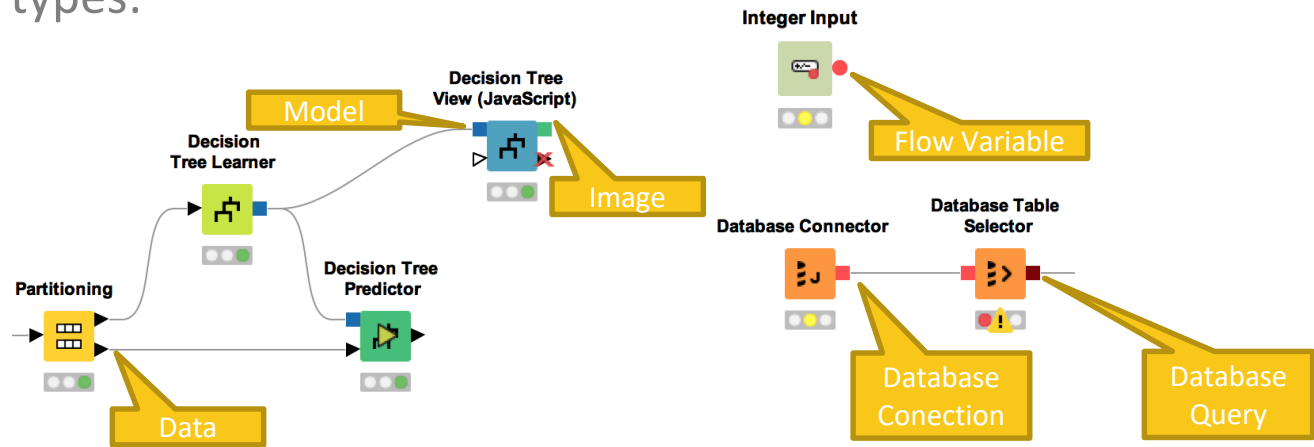 types:
Integer Input
Decision Tree
View (JavaScript)
Model
Decision
Tree Learner
Flow Variable
Image
Database Connector
Database Table
Selector
Decision Tree
Predictor
Partitioning
Data
Database
Conection
Database
Query